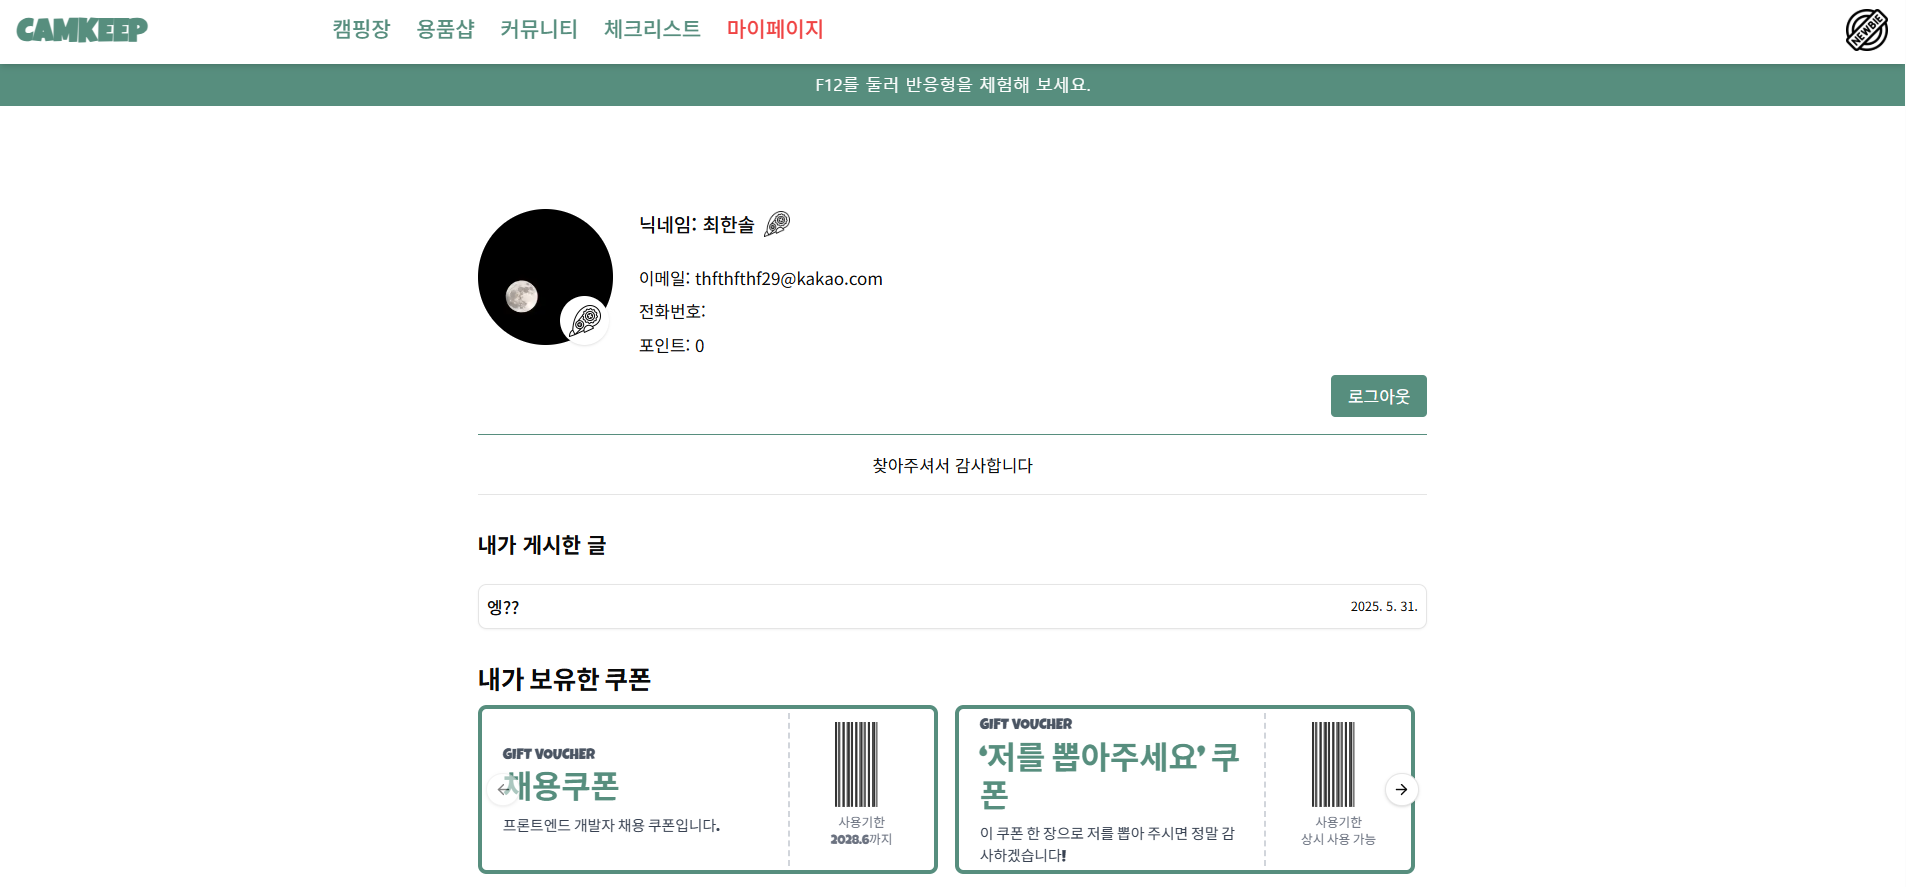 CAMKEEP 캠핑장 용품샵 커뮤니티 체크리스트 마이페이지 NEWBIE
F12를 눌러 반응형을 체험해 보세요.
닉네임: 최한솔
이메일: thfthfthf29@kakao.com
전화번호:
포인트: 0
로그아웃
찾아주셔서 감사합니다
내가 게시한 글
엥?? 2025. 5. 31.
내가 보유한 쿠폰
GIFT VOUCHER
채용쿠폰
프론트엔드 개발자 채용 쿠폰입니다.
사용기한
2028.6까지
GIFT VOUCHER
‘저를 뽑아주세요’ 쿠
폰
이 쿠폰 한 장으로 저를 뽑아 주시면 정말 감
사하겠습니다!
사용기한
상시 사용 가능